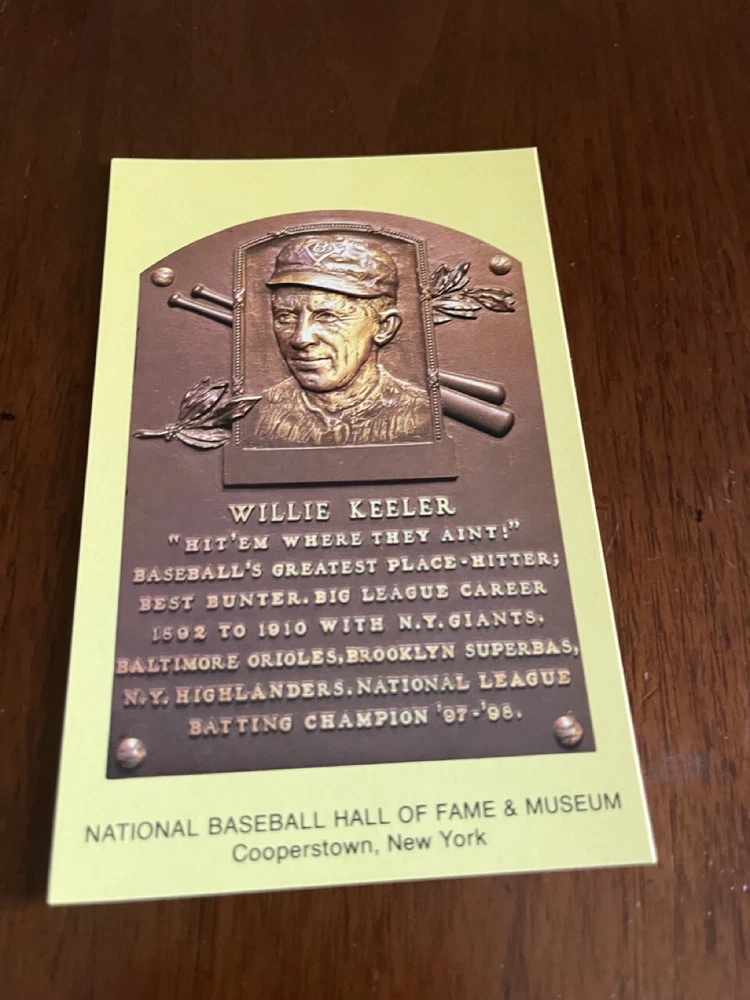 WILLIE KEELER
"HIT'EM WHERE THEY AINT!"
BASEBALL'S GREATEST PLACE-HITTER;
BEST BUNTER. BIG LEAGUE CAREER
1892 TO 1910 WITH N.Y. GIANTS,
BALTIMORE ORIOLES, BROOKLYN SUPERBAS,
N.Y. HIGHLANDERS. NATIONAL LEAGUE
BATTING CHAMPION '97-'98.
NATIONAL BASEBALL HALL OF FAME & MUSEUM
Cooperstown, New York